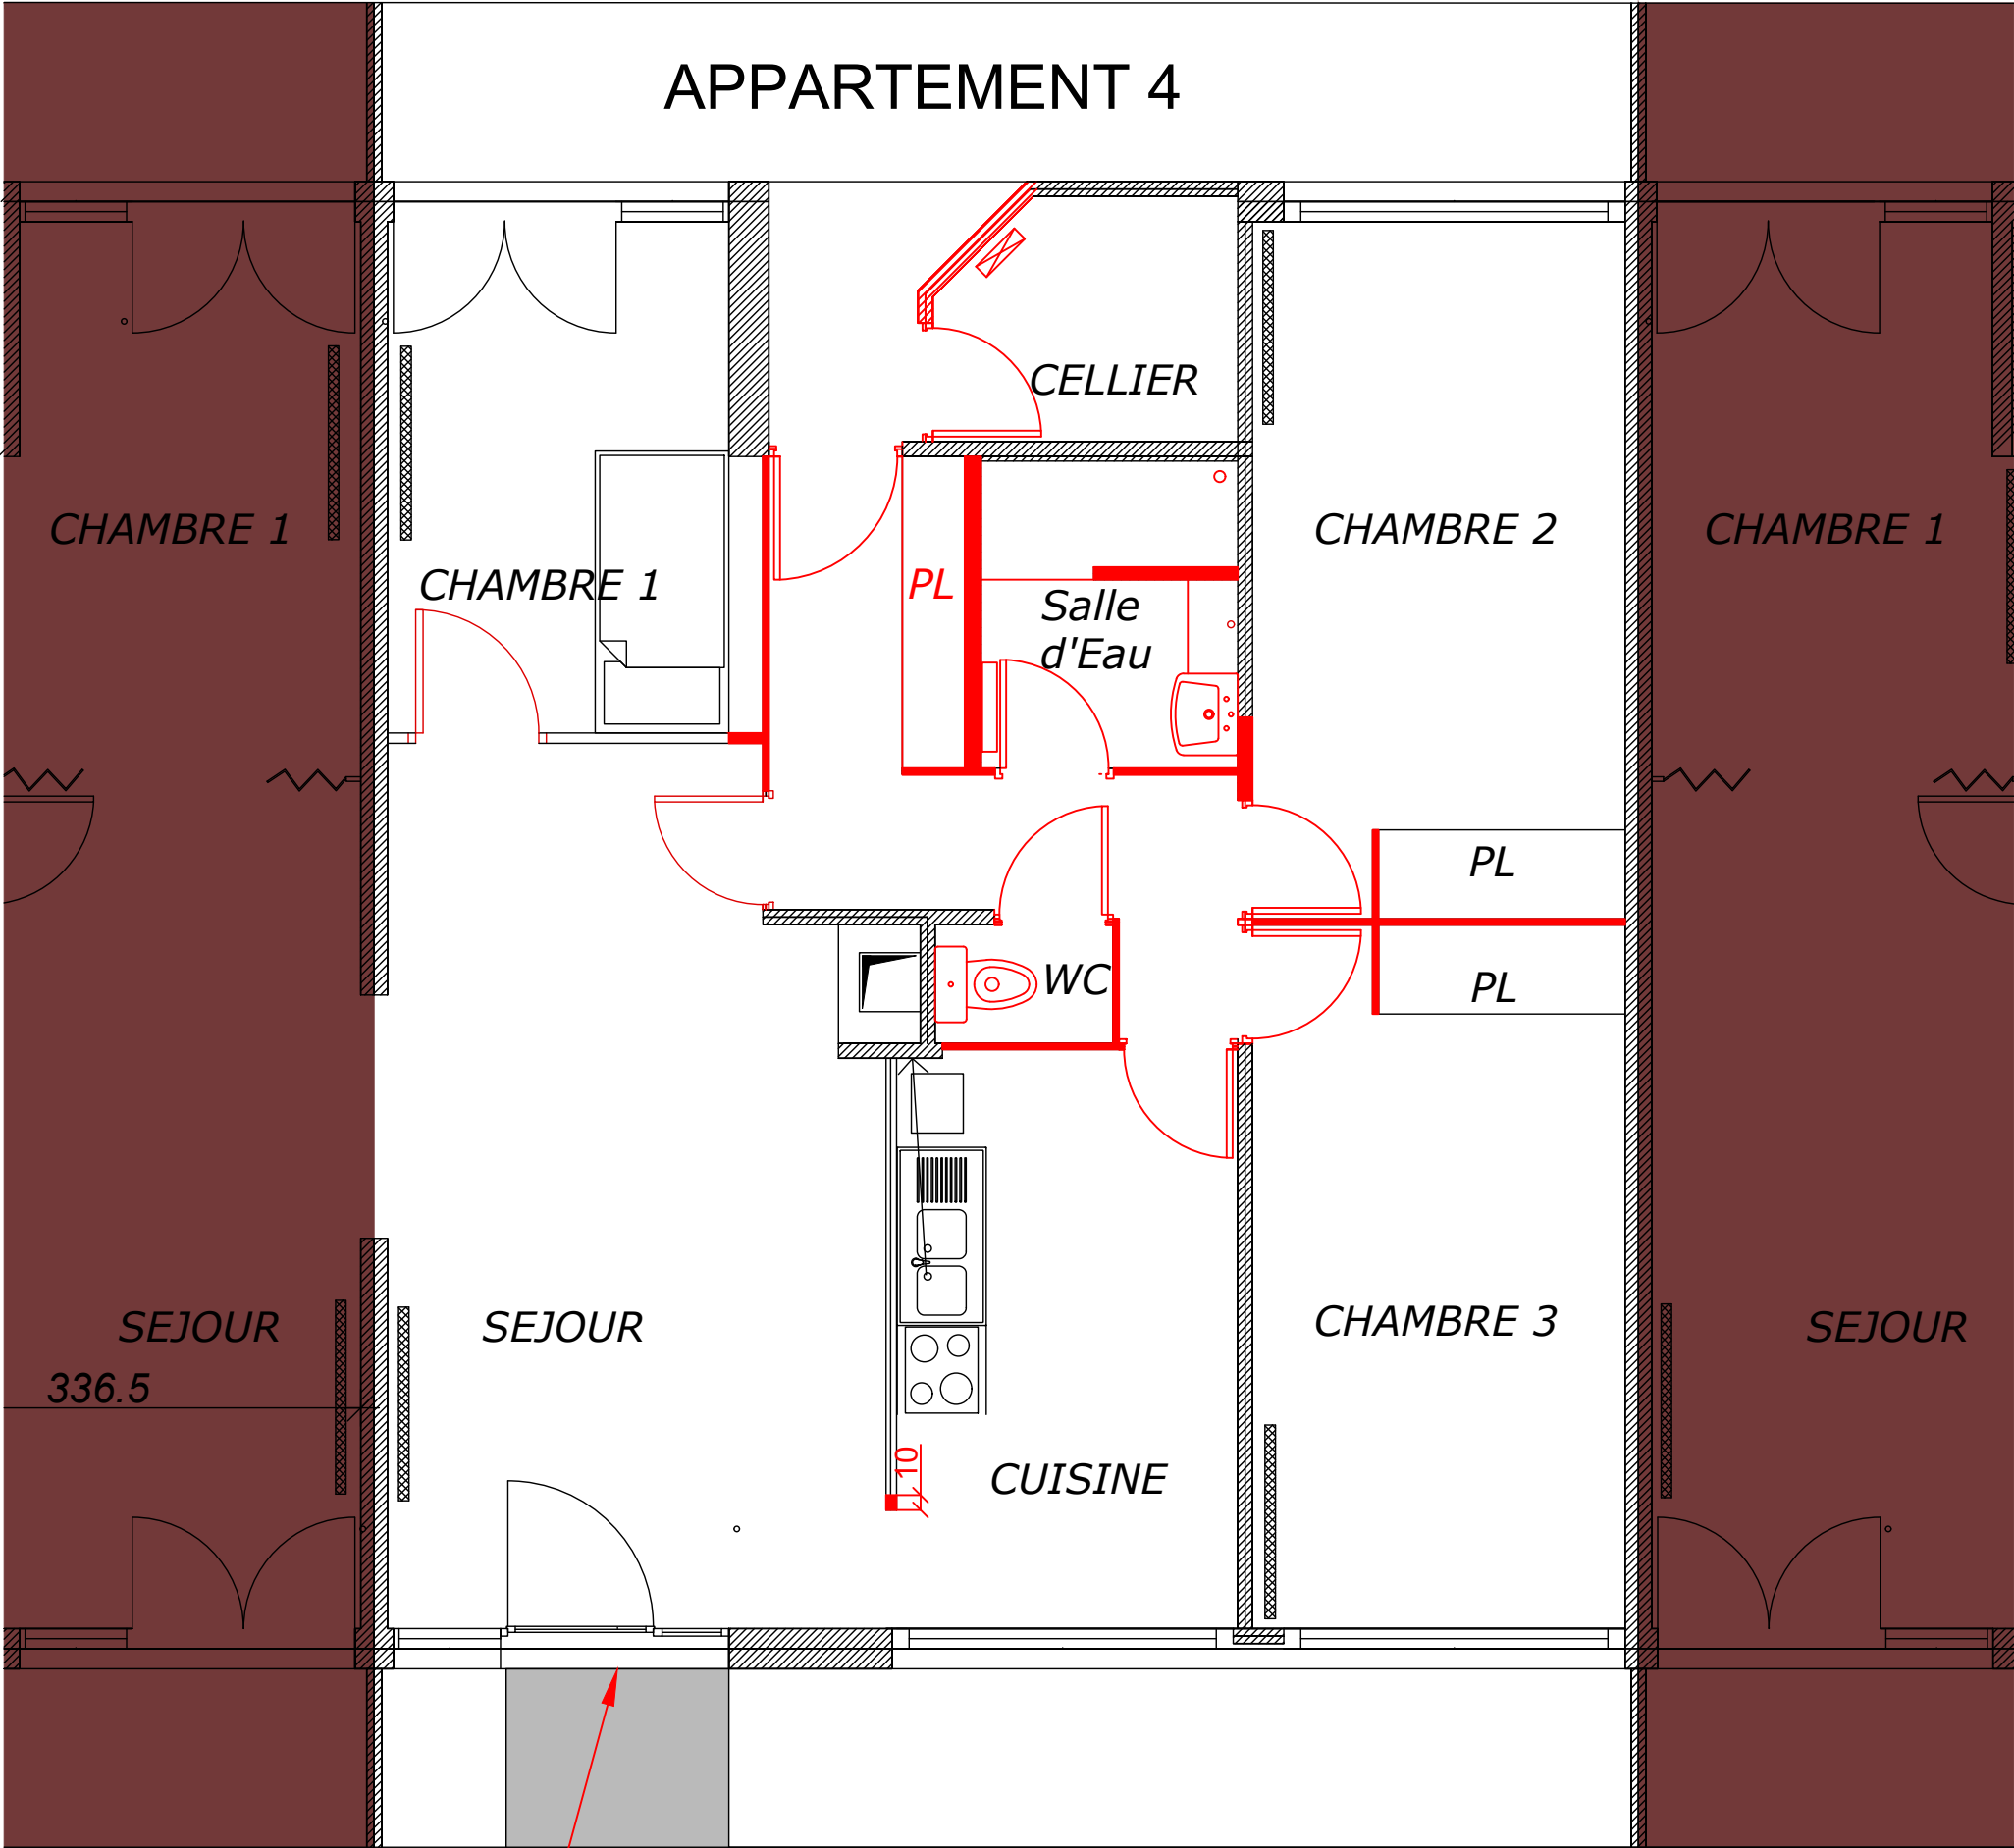 APPARTEMENT 4
CELLIER
CHAMBRE 1
CHAMBRE 2
CHAMBRE 1
CHAMBRE 1
PL
Salle
d'Eau
PL
WC
PL
SEJOUR
SEJOUR
CHAMBRE 3
SEJOUR
336.5
10
CUISINE